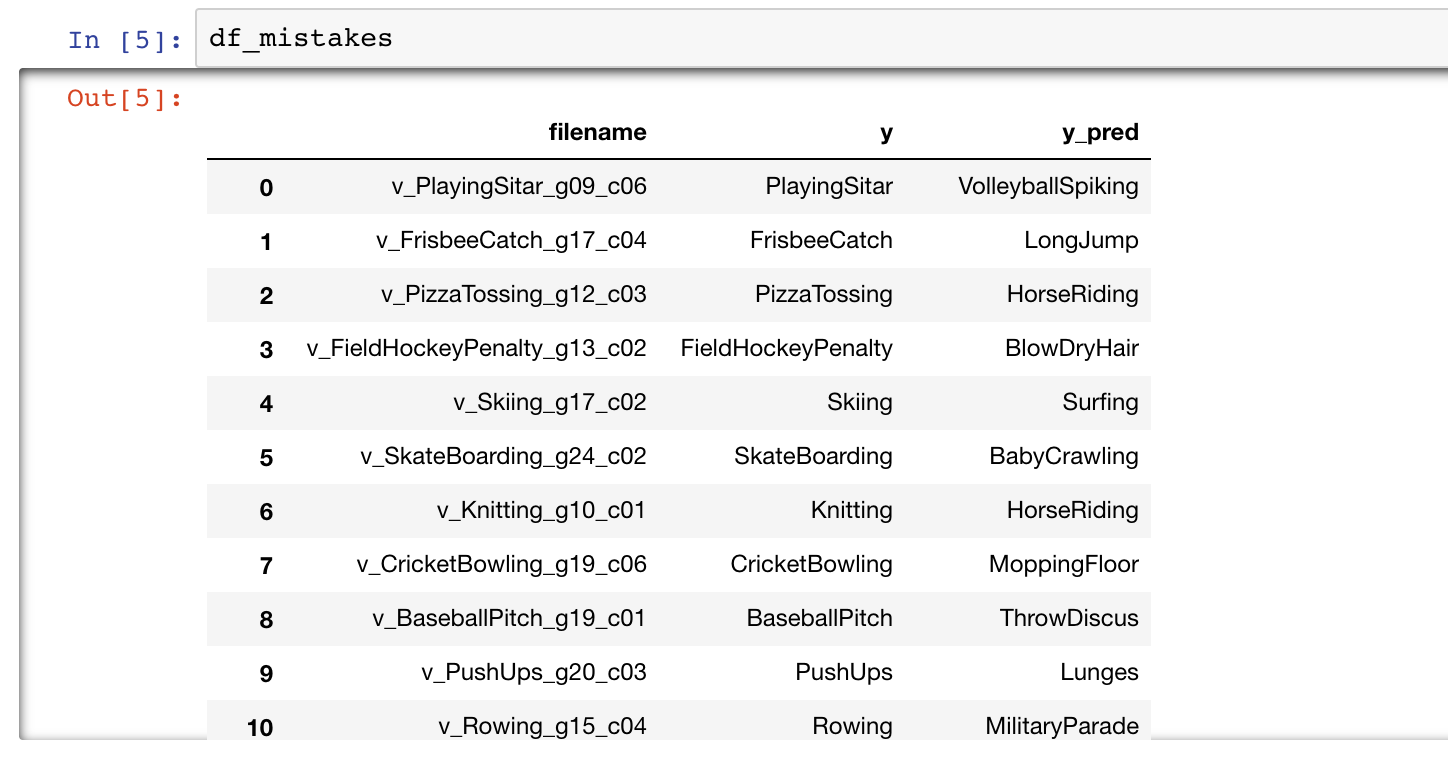 In [5]: df_mistakes
Out[5]:
filename y y_pred
0 v_PlayingSitar_g09_c06 PlayingSitar VolleyballSpiking
1 v_FrisbeeCatch_g17_c04 FrisbeeCatch LongJump
2 v_PizzaTossing_g12_c03 PizzaTossing HorseRiding
3 v_FieldHockeyPenalty_g13_c02 FieldHockeyPenalty BlowDryHair
4 v_Skiing_g17_c02 Skiing Surfing
5 v_SkateBoarding_g24_c02 SkateBoarding BabyCrawling
6 v_Knitting_g10_c01 Knitting HorseRiding
7 v_CricketBowling_g19_c06 CricketBowling MoppingFloor
8 v_BaseballPitch_g19_c01 BaseballPitch ThrowDiscus
9 v_PushUps_g20_c03 PushUps Lunges
10 v_Rowing_g15_c04 Rowing MilitaryParade